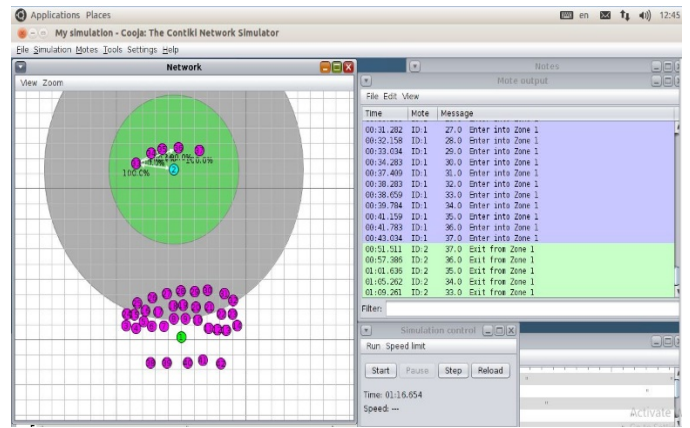 Applications Places en 12:45
My simulation - Cooja: The Contiki Network Simulator
File Simulation Motes Tools Settings Help
Network
View Zoom
100.0%
Notes
Mote output
File Edit View
Time Mote Message
00:31.282 ID:1 27.0 Enter into Zone 1
00:32.158 ID:1 28.0 Enter into Zone 1
00:33.034 ID:1 29.0 Enter into Zone 1
00:34.283 ID:1 30.0 Enter into Zone 1
00:37.409 ID:1 31.0 Enter into Zone 1
00:38.283 ID:1 32.0 Enter into Zone 1
00:38.659 ID:1 33.0 Enter into Zone 1
00:39.784 ID:1 34.0 Enter into Zone 1
00:41.159 ID:1 35.0 Enter into Zone 1
00:41.783 ID:1 36.0 Enter into Zone 1
00:43.034 ID:1 37.0 Enter into Zone 1
00:51.511 ID:2 37.0 Exit from Zone 1
00:57.386 ID:2 36.0 Exit from Zone 1
01:01.636 ID:2 35.0 Exit from Zone 1
01:05.262 ID:2 34.0 Exit from Zone 1
01:09.261 ID:2 33.0 Exit from Zone 1
Filter:
Simulation control
Run Speed limit
Start Pause Step Reload
Time: 01:16.654
Speed: ---
Activate